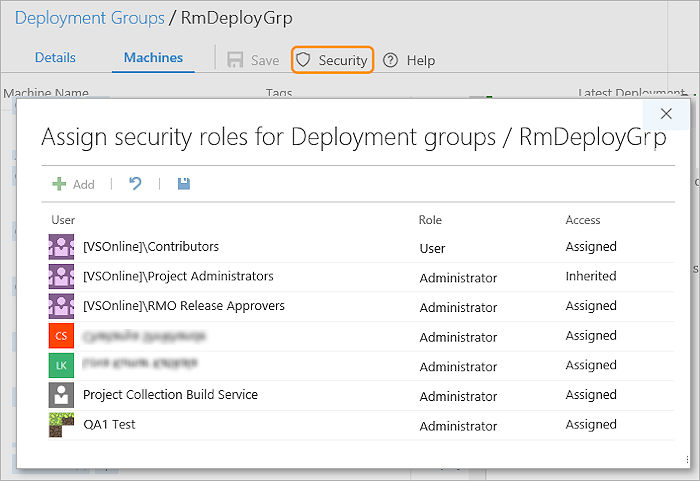 Deployment Groups / RmDeployGrp
Details Machines Save Security Help
Machine Name Tags Latest Deployment
Assign security roles for Deployment groups / RmDeployGrp
Add
User Role Access
[VSOnline]\Contributors User Assigned
[VSOnline]\Project Administrators Administrator Inherited
[VSOnline]\RMO Release Approvers Administrator Assigned
CS Administrator Assigned
LK Administrator Assigned
Project Collection Build Service Administrator Assigned
QA1 Test Administrator Assigned